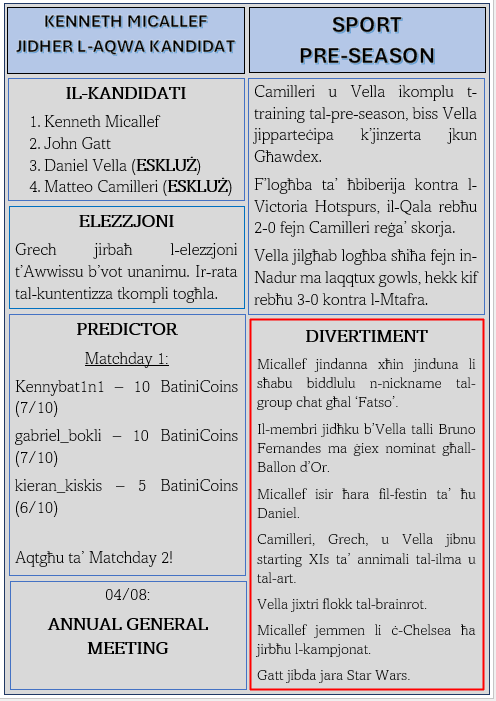 KENNETH MICALLEF
JIDHER L-AQWA KANDIDAT
IL-KANDIDATI
1. Kenneth Micallef
2. John Gatt
3. Daniel Vella (ESKLUŻ)
4. Matteo Camilleri (ESKLUŻ)
ELEZZJONI
Grech jirbaħ l-elezzjoni
t’Awwissu b’vot unanimu. Ir-rata
tal-kuntentizza tkompli togħla.
PREDICTOR
Matchday 1:
Kennybat1n1 – 10 BatiniCoins
(7/10)
gabriel_bokli – 10 BatiniCoins
(7/10)
kieran_kiskis – 5 BatiniCoins
(6/10)
Aqtgħu ta’ Matchday 2!
04/08:
ANNUAL GENERAL
MEETING
SPORT
PRE-SEASON
Camilleri u Vella ikomplu t-
training tal-pre-season, biss Vella
jipparteċipa k’jinzerta jkun
Għawdex.
F’logħba ta’ ħbiberija kontra l-
Victoria Hotspurs, il-Qala rebħu
2-0 fejn Camilleri reġa’ skorja.
Vella jilgħab logħba sħiħa fejn in-
Nadur ma laqqtux gowls, hekk kif
rebħu 3-0 kontra l-Mtafra.
DIVERTIMENT
Micallef jindanna xħin jinduna li
sħabu biddlulu n-nickname tal-
group chat għal ‘Fatso’.
Il-membri jidħku b’Vella talli Bruno
Fernandes ma ġiex nominat għall-
Ballon d’Or.
Micallef isir ħara fil-festin ta’ ħu
Daniel.
Camilleri, Grech, u Vella jibnu
starting XIs ta’ annimali tal-ilma u
tal-art.
Vella jixtri flokk tal-brainrot.
Micallef jemmen li ċ-Chelsea ħa
jirbħu l-kampjonat.
Gatt jibda jara Star Wars.